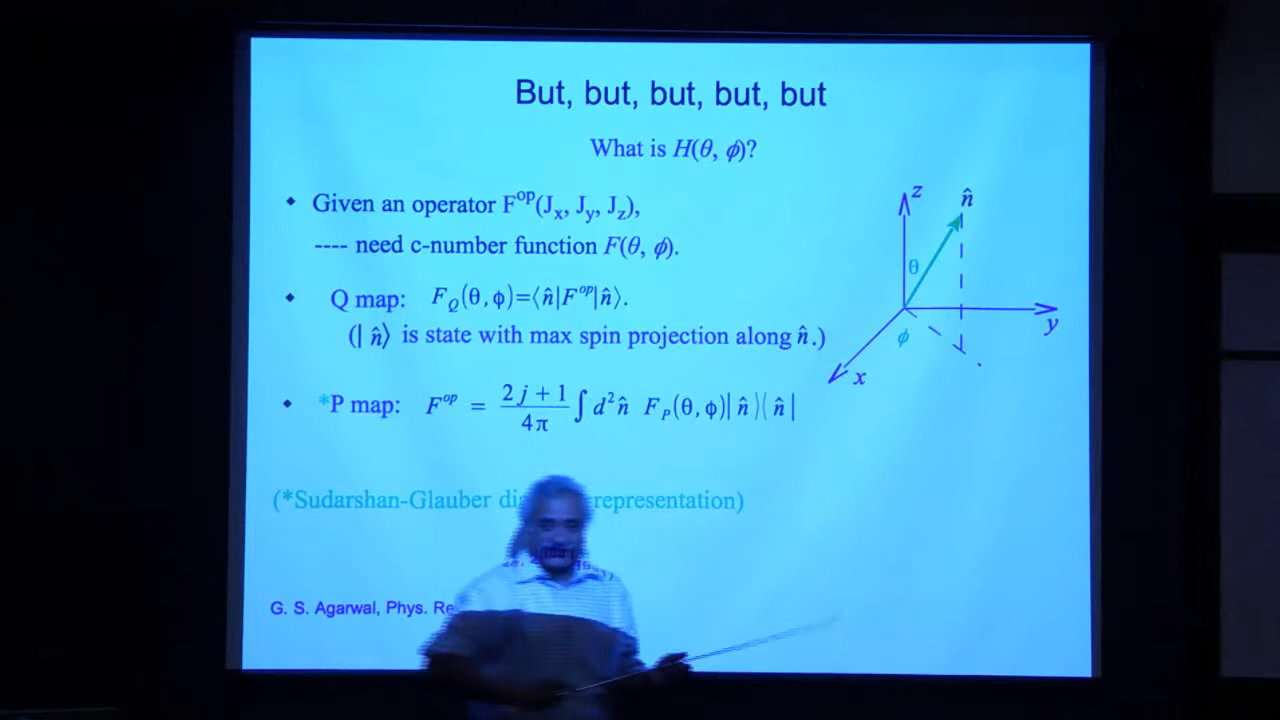 But, but, but, but, but
What is H(θ, ϕ)?
• Given an operator F^op(J_x, J_y, J_z),
---- need c-number function F(θ, ϕ).
• Q map: F_Q(θ,ϕ)=⟨n̂|F^op|n̂⟩.
(| n̂⟩ is state with max spin projection along n̂.)
• *P map: F^op = (2j+1)/(4π) ∫ d²n̂ F_P(θ,ϕ)| n̂ ⟩⟨ n̂ |
(*Sudarshan-Glauber representation)
G. S. Agarwal, Phys.
z
n̂
θ
y
ϕ
x